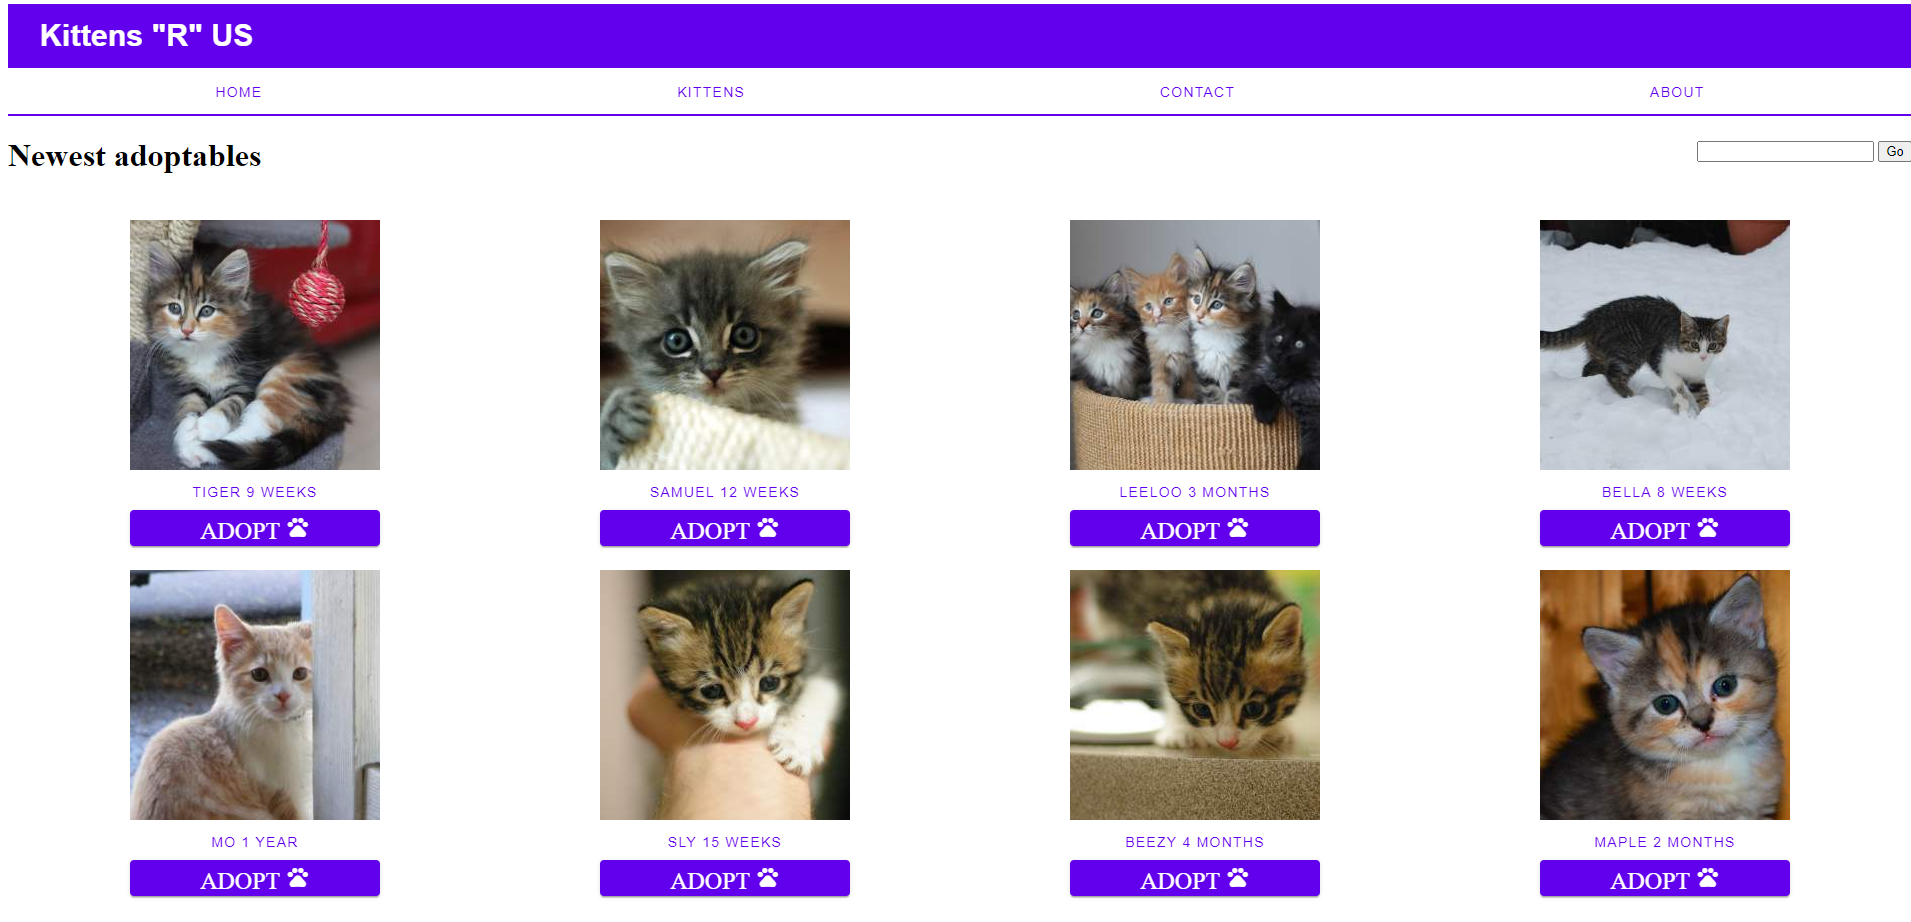 Kittens "R" US
HOME KITTENS CONTACT ABOUT
Newest adoptables
Go
TIGER 9 WEEKS SAMUEL 12 WEEKS LEELOO 3 MONTHS BELLA 8 WEEKS
ADOPT ADOPT ADOPT ADOPT
MO 1 YEAR SLY 15 WEEKS BEEZY 4 MONTHS MAPLE 2 MONTHS
ADOPT ADOPT ADOPT ADOPT